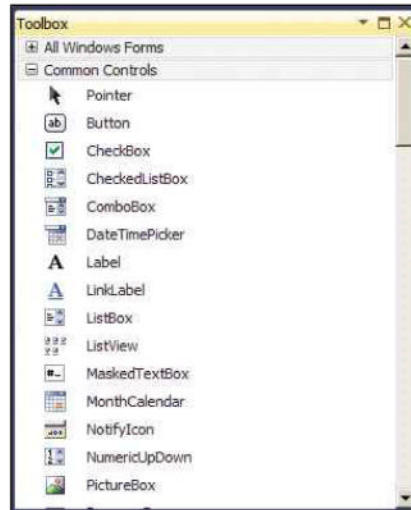 Toolbox
All Windows Forms
Common Controls
Pointer
ab Button
CheckBox
CheckedListBox
ComboBox
DateTimePicker
A Label
A LinkLabel
ListBox
ListView
#_ MaskedTextBox
MonthCalendar
NotifyIcon
NumericUpDown
PictureBox